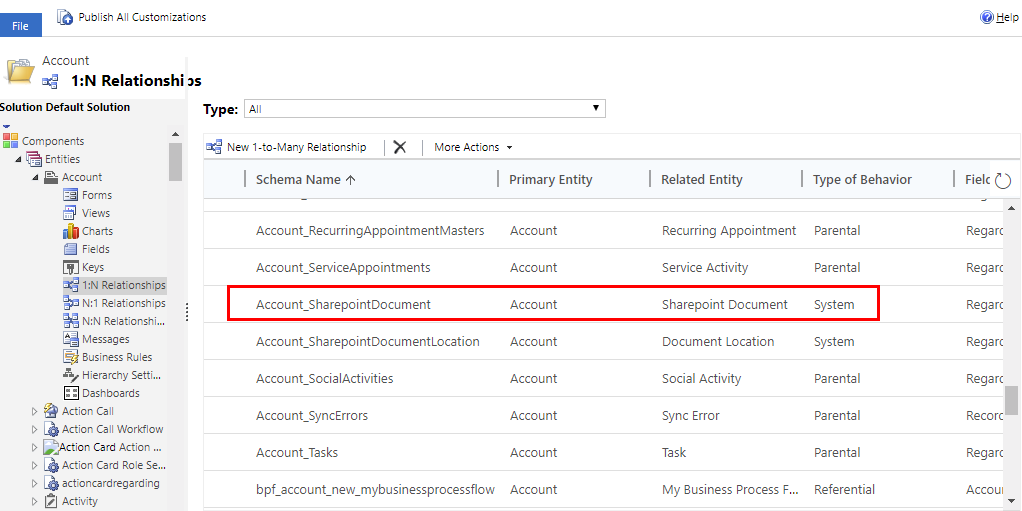 File
Publish All Customizations
Help
Account
1:N Relationships
Solution Default Solution
Type: All
New 1-to-Many Relationship
More Actions
Schema Name Primary Entity Related Entity Type of Behavior Field
Account_RecurringAppointmentMasters Account Recurring Appointment Parental Regarc
Account_ServiceAppointments Account Service Activity Parental Regarc
Account_SharepointDocument Account Sharepoint Document System Regarc
Account_SharepointDocumentLocation Account Document Location System Regarc
Account_SocialActivities Account Social Activity Parental Regarc
Account_SyncErrors Account Sync Error Parental Recorc
Account_Tasks Account Task Parental Regarc
bpf_account_new_mybusinessprocessflow Account My Business Process F... Referential Accou
Components
Entities
Account
Forms
Views
Charts
Fields
Keys
1:N Relationships
N:1 Relationships
N:N Relationshi...
Messages
Business Rules
Hierarchy Setti...
Dashboards
Action Call
Action Call Workflow
Action Card Action ...
Action Card Role Se...
actioncardregarding
Activity